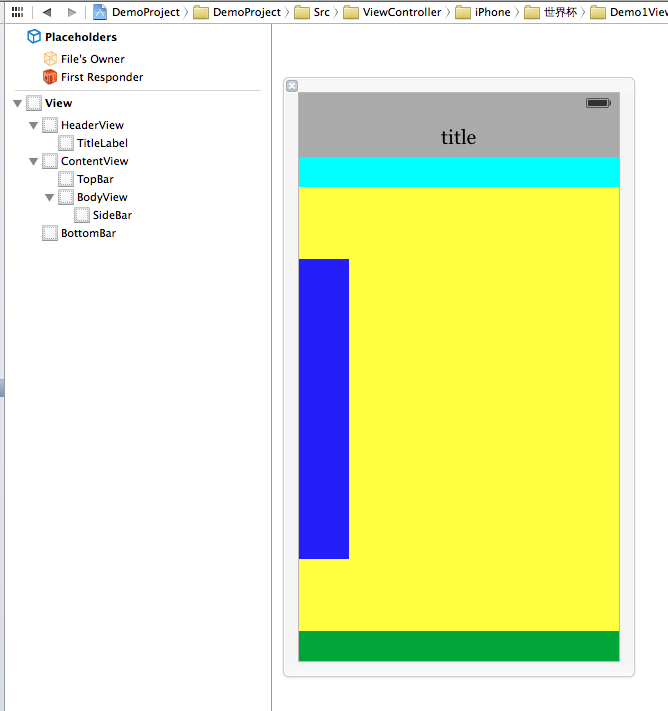 DemoProject DemoProject Src ViewController iPhone 世界杯 Demo1View
Placeholders
File's Owner
First Responder
View
HeaderView
TitleLabel
ContentView
TopBar
BodyView
SideBar
BottomBar
title